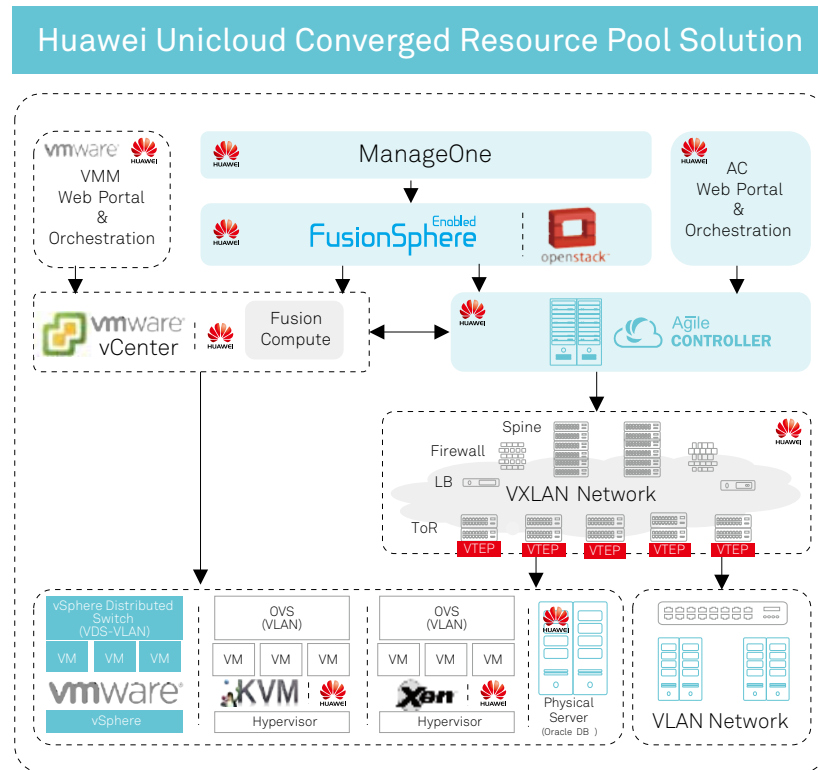 Huawei Unicloud Converged Resource Pool Solution
vmware
HUAWEI
VMM
Web Portal
&
Orchestration
HUAWEI
ManageOne
HUAWEI
AC
Web Portal
&
Orchestration
HUAWEI
Enabled
FusionSphere
openstack
vmware
vCenter
HUAWEI
Fusion
Compute
HUAWEI
Agile
CONTROLLER
Spine
HUAWEI
Firewall
LB
VXLAN Network
ToR
VTEP
VTEP
VTEP
VTEP
VTEP
vSphere Distributed
Switch
(VDS-VLAN)
VM VM VM
vmware
vSphere
OVS
(VLAN)
VM VM VM
KVM
HUAWEI
Hypervisor
OVS
(VLAN)
VM VM VM
Xen
HUAWEI
Hypervisor
HUAWEI
Physical
Server
(Oracle DB )
VLAN Network